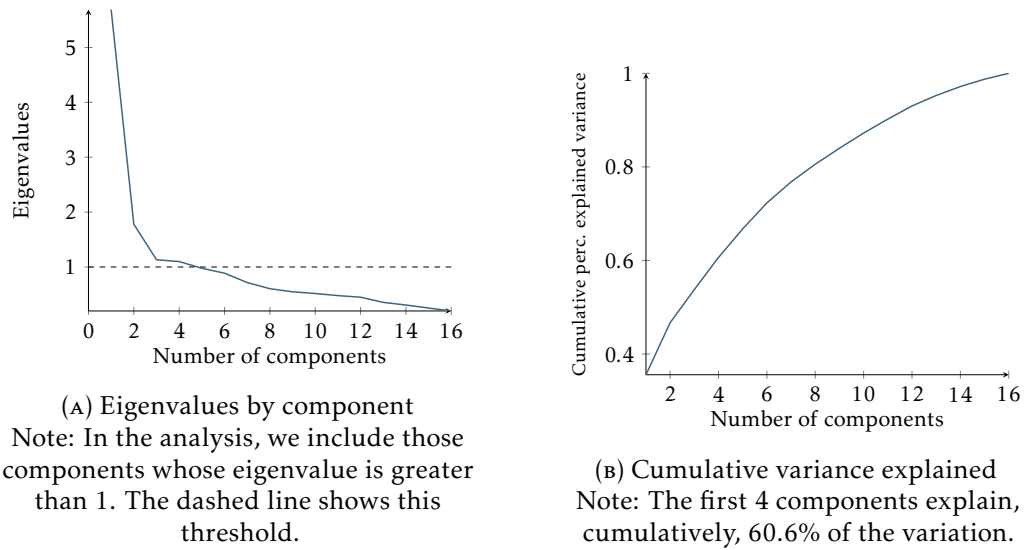 5
4
3
2
1
0 2 4 6 8 10 12 14 16
Eigenvalues
Number of components
(A) Eigenvalues by component
Note: In the analysis, we include those
components whose eigenvalue is greater
than 1. The dashed line shows this
threshold.
1
0.8
0.6
0.4
2 4 6 8 10 12 14 16
Cumulative perc. explained variance
Number of components
(B) Cumulative variance explained
Note: The first 4 components explain,
cumulatively, 60.6% of the variation.